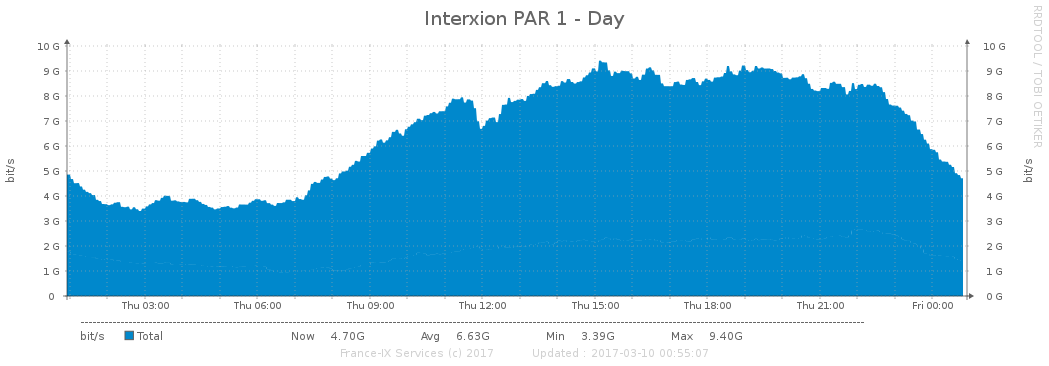 Interxion PAR 1 - Day
RRDTOOL / TOBI OETIKER
bit/s
bit/s
10 G 10 G
9 G 9 G
8 G 8 G
7 G 7 G
6 G 6 G
5 G 5 G
4 G 4 G
3 G 3 G
2 G 2 G
1 G 1 G
0 0 G
Thu 03:00 Thu 06:00 Thu 09:00 Thu 12:00 Thu 15:00 Thu 18:00 Thu 21:00 Fri 00:00
bit/s Total Now 4.70G Avg 6.63G Min 3.39G Max 9.40G
France-IX Services (c) 2017 Updated : 2017-03-10 00:55:07